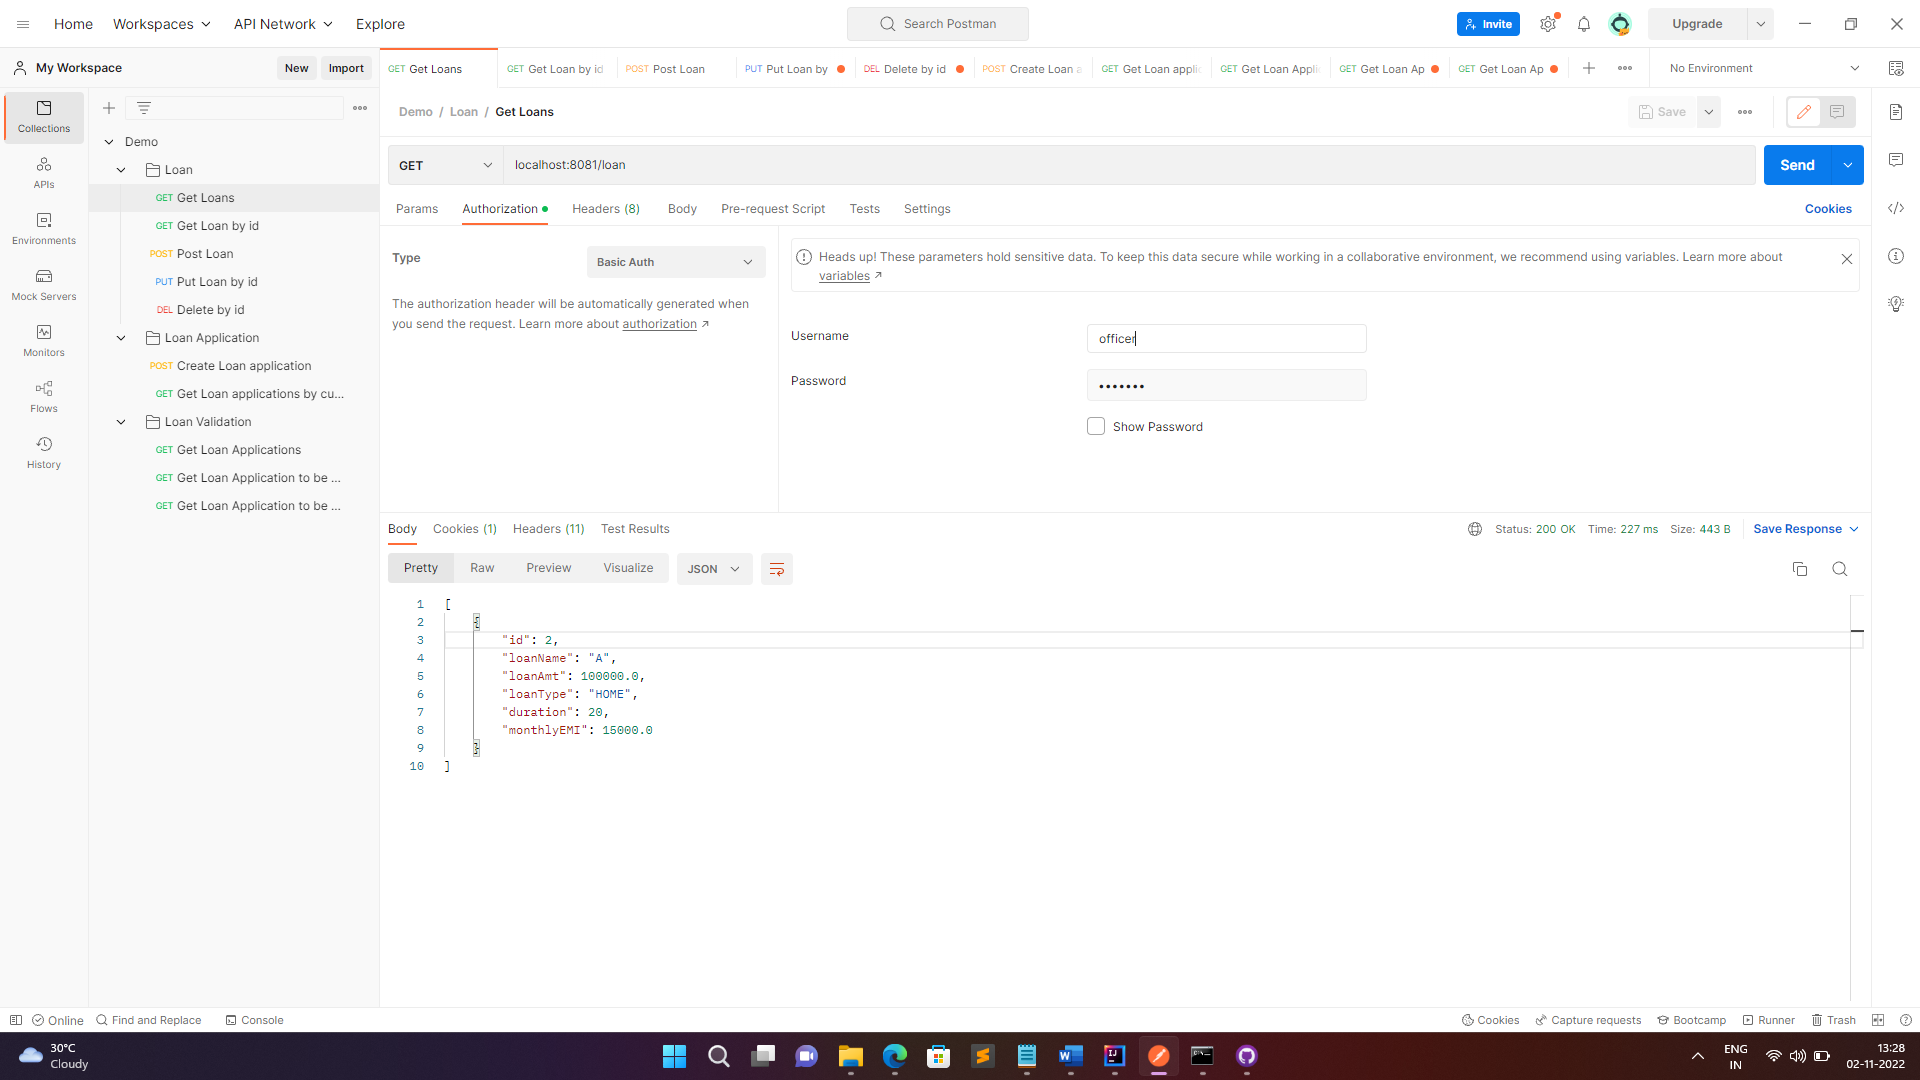 Home Workspaces API Network Explore Search Postman Invite Upgrade
My Workspace New Import
GET Get Loans GET Get Loan by id POST Post Loan PUT Put Loan by DEL Delete by id POST Create Loan a GET Get Loan applic GET Get Loan Appli GET Get Loan Ap GET Get Loan Ap No Environment
Collections
APIs
Environments
Mock Servers
Monitors
Flows
History
Demo
Loan
GET Get Loans
GET Get Loan by id
POST Post Loan
PUT Put Loan by id
DEL Delete by id
Loan Application
POST Create Loan application
GET Get Loan applications by cu...
Loan Validation
GET Get Loan Applications
GET Get Loan Application to be ...
GET Get Loan Application to be ...
Demo / Loan / Get Loans Save
GET localhost:8081/loan Send
Params Authorization Headers (8) Body Pre-request Script Tests Settings Cookies
Type Basic Auth
The authorization header will be automatically generated when
you send the request. Learn more about authorization ↗
Heads up! These parameters hold sensitive data. To keep this data secure while working in a collaborative environment, we recommend using variables. Learn more about
variables ↗
Username officer
Password •••••••
Show Password
Body Cookies (1) Headers (11) Test Results Status: 200 OK Time: 227 ms Size: 443 B Save Response
Pretty Raw Preview Visualize JSON
1 [
2 {
3 "id": 2,
4 "loanName": "A",
5 "loanAmt": 100000.0,
6 "loanType": "HOME",
7 "duration": 20,
8 "monthlyEMI": 15000.0
9 }
10 ]
Online Find and Replace Console Cookies Capture requests Bootcamp Runner Trash
30°C
Cloudy
ENG
IN
13:28
02-11-2022